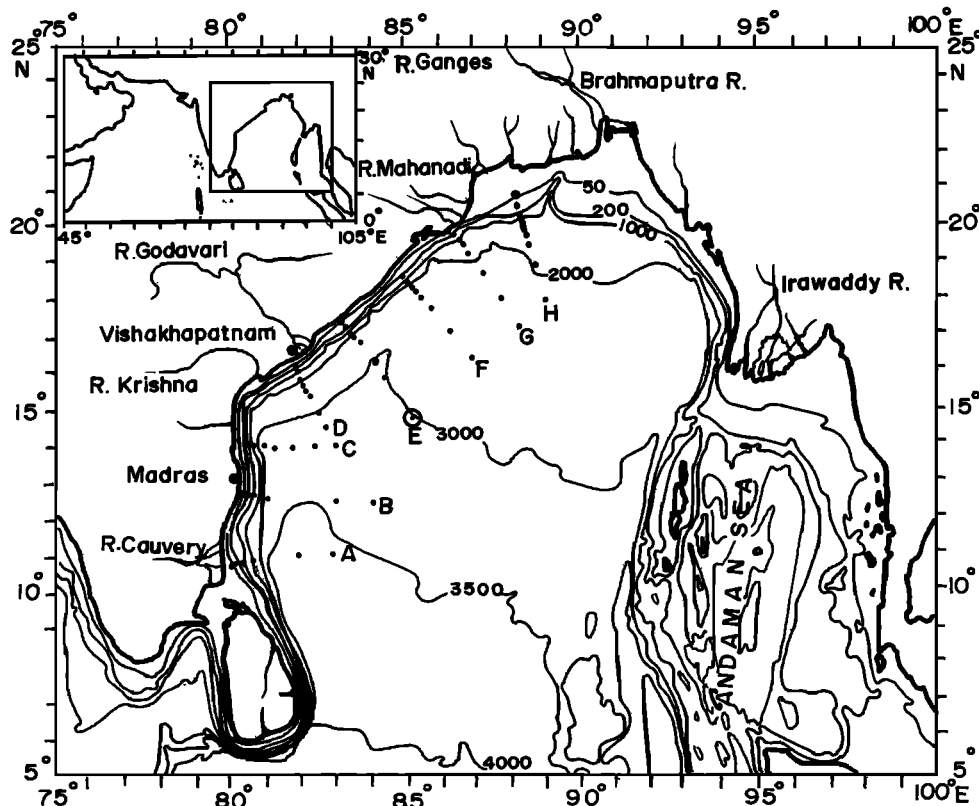 75° 80° 85° 90° 95° 100°E
25° N
25° N
30° N
0°
45° 105°E
R.Ganges
Brahmaputra R.
R.Mahanadi
50
200
1000
2000
20°
20°
R.Godavari
Irawaddy R.
H
G
Vishakhapatnam
F
R. Krishna
15°
15°
E
3000
D
C
Madras
B
R.Cauvery
A
ANDAMAN SEA
10°
10°
3500
4000
5°
5°
75° 80° 85° 90° 95° 100°E